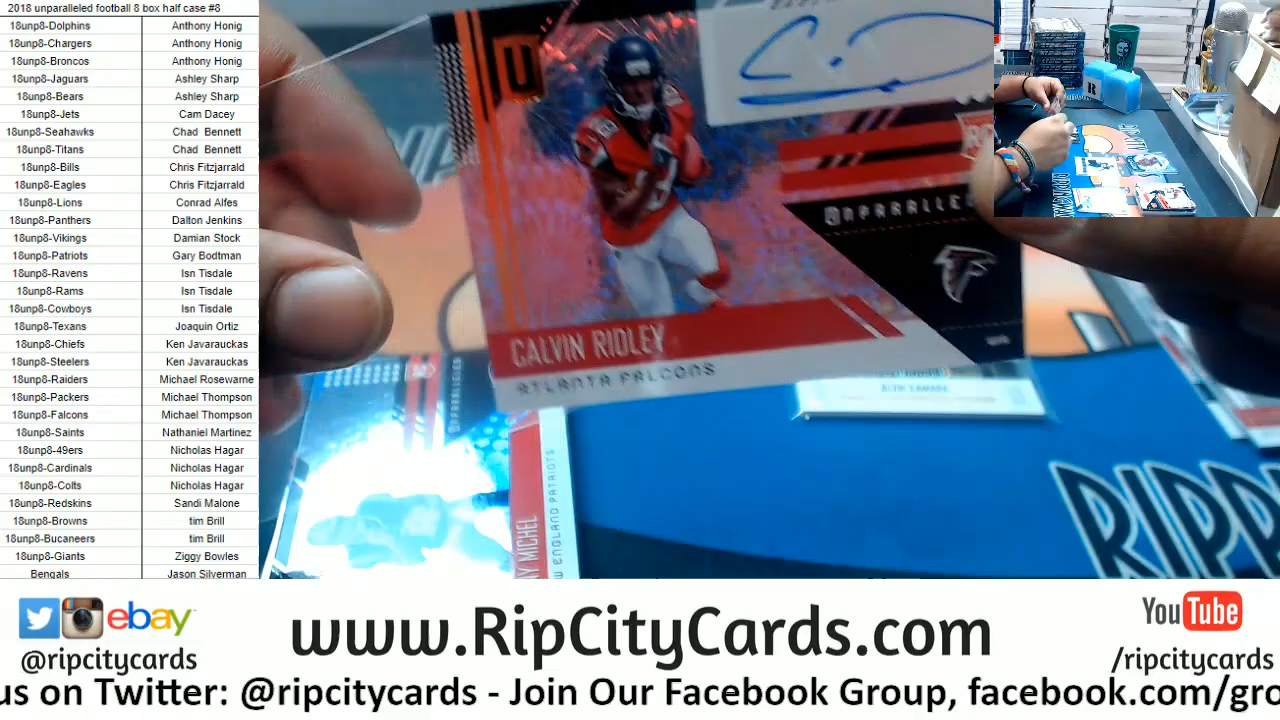 2018 unparalleled football 8 box half case #8
18unp8-Dolphins Anthony Honig
18unp8-Chargers Anthony Honig
18unp8-Broncos Anthony Honig
18unp8-Jaguars Ashley Sharp
18unp8-Bears Ashley Sharp
18unp8-Jets Cam Dacey
18unp8-Seahawks Chad Bennett
18unp8-Titans Chad Bennett
18unp8-Bills Chris Fitzjarrald
18unp8-Eagles Chris Fitzjarrald
18unp8-Lions Conrad Alfes
18unp8-Panthers Dalton Jenkins
18unp8-Vikings Damian Stock
18unp8-Patriots Gary Bodtman
18unp8-Ravens Isn Tisdale
18unp8-Rams Isn Tisdale
18unp8-Cowboys Isn Tisdale
18unp8-Texans Joaquin Ortiz
18unp8-Chiefs Ken Javarauckas
18unp8-Steelers Ken Javarauckas
18unp8-Raiders Michael Rosewarne
18unp8-Packers Michael Thompson
18unp8-Falcons Michael Thompson
18unp8-Saints Nathaniel Martinez
18unp8-49ers Nicholas Hagar
18unp8-Cardinals Nicholas Hagar
18unp8-Colts Nicholas Hagar
18unp8-Redskins Sandi Malone
18unp8-Browns tim Brill
18unp8-Bucaneers tim Brill
18unp8-Giants Ziggy Bowles
Bengals Jason Silverman
UNPARALLE
CALVIN RIDLEY
ATLANTA FALCONS
AY MICHEL
W ENGLAND PATRIOTS
RIPP
ebay
@ripcitycards
www.RipCityCards.com
YouTube
/ripcitycards
us on Twitter: @ripcitycards - Join Our Facebook Group, facebook.com/gro